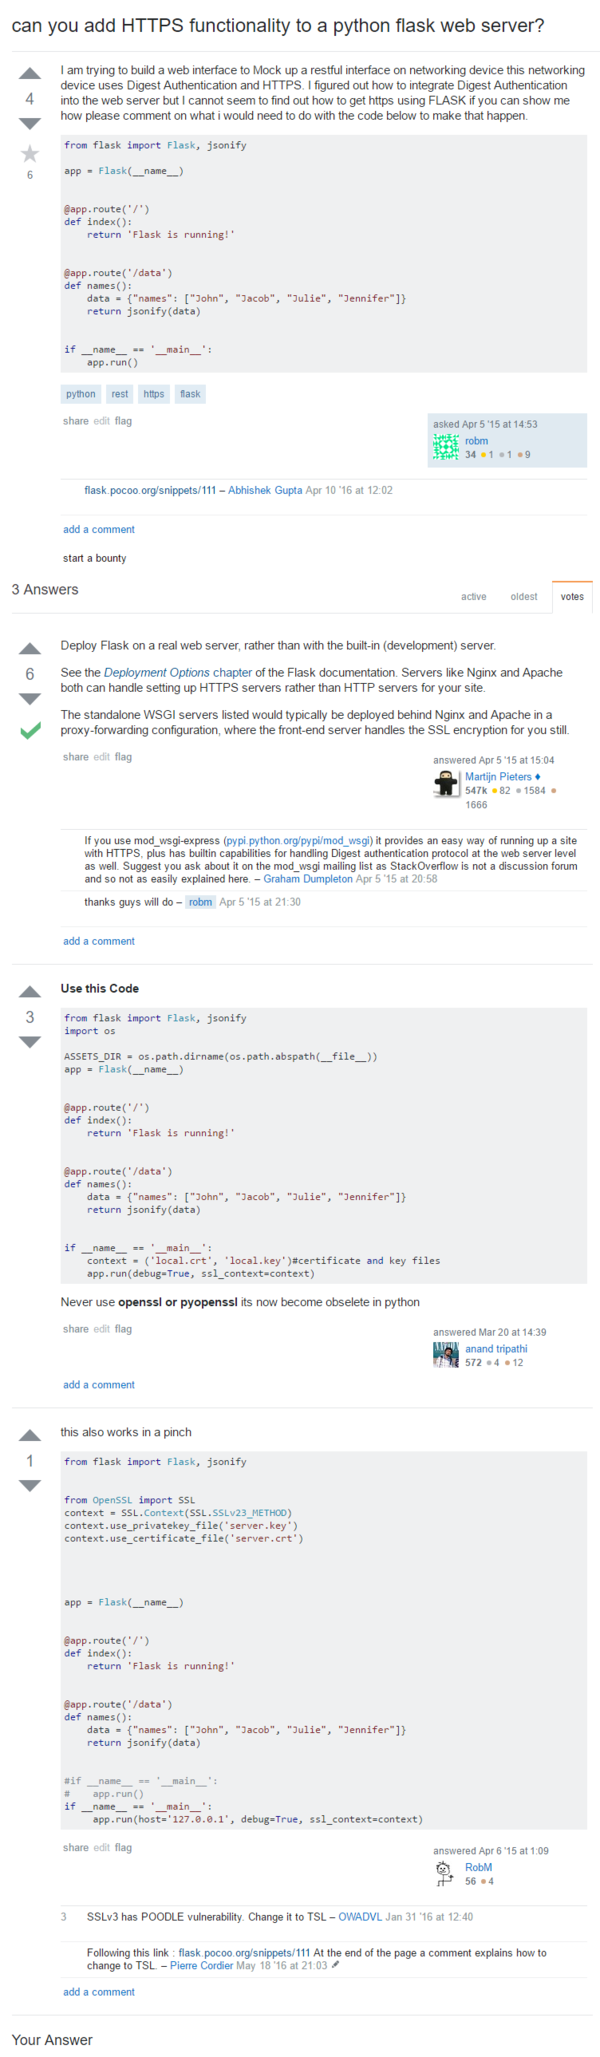 can you add HTTPS functionality to a python flask web server?
I am trying to build a web interface to Mock up a restful interface on networking device this networking
device uses Digest Authentication and HTTPS. I figured out how to integrate Digest Authentication
into the web server but I cannot seem to find out how to get https using FLASK if you can show me
how please comment on what i would need to do with the code below to make that happen.
4
6
from flask import Flask, jsonify
app = Flask(__name__)
@app.route('/')
def index():
    return 'Flask is running!'
@app.route('/data')
def names():
    data = {"names": ["John", "Jacob", "Julie", "Jennifer"]}
    return jsonify(data)
if __name__ == '__main__':
    app.run()
python rest https flask
share edit flag
asked Apr 5 '15 at 14:53
robm
34 ●1 ●1 ●9
flask.pocoo.org/snippets/111 – Abhishek Gupta Apr 10 '16 at 12:02
add a comment
start a bounty
3 Answers
active oldest votes
Deploy Flask on a real web server, rather than with the built-in (development) server.
6
See the Deployment Options chapter of the Flask documentation. Servers like Nginx and Apache
both can handle setting up HTTPS servers rather than HTTP servers for your site.
The standalone WSGI servers listed would typically be deployed behind Nginx and Apache in a
proxy-forwarding configuration, where the front-end server handles the SSL encryption for you still.
share edit flag
answered Apr 5 '15 at 15:04
Martijn Pieters ♦
547k ●82 ●1584 ●
1666
If you use mod_wsgi-express (pypi.python.org/pypi/mod_wsgi) it provides an easy way of running up a site
with HTTPS, plus has builtin capabilities for handling Digest authentication protocol at the web server level
as well. Suggest you ask about it on the mod_wsgi mailing list as StackOverflow is not a discussion forum
and so not as easily explained here. – Graham Dumpleton Apr 5 '15 at 20:58
thanks guys will do – robm Apr 5 '15 at 21:30
add a comment
Use this Code
3
from flask import Flask, jsonify
import os
ASSETS_DIR = os.path.dirname(os.path.abspath(__file__))
app = Flask(__name__)
@app.route('/')
def index():
    return 'Flask is running!'
@app.route('/data')
def names():
    data = {"names": ["John", "Jacob", "Julie", "Jennifer"]}
    return jsonify(data)
if __name__ == '__main__':
    context = ('local.crt', 'local.key')#certificate and key files
    app.run(debug=True, ssl_context=context)
Never use openssl or pyopenssl its now become obselete in python
share edit flag
answered Mar 20 at 14:39
anand tripathi
572 ●4 ●12
add a comment
this also works in a pinch
1
from flask import Flask, jsonify
from OpenSSL import SSL
context = SSL.Context(SSL.SSLv23_METHOD)
context.use_privatekey_file('server.key')
context.use_certificate_file('server.crt')
app = Flask(__name__)
@app.route('/')
def index():
    return 'Flask is running!'
@app.route('/data')
def names():
    data = {"names": ["John", "Jacob", "Julie", "Jennifer"]}
    return jsonify(data)
#if __name__ == '__main__':
#    app.run()
if __name__ == '__main__':
     app.run(host='127.0.0.1', debug=True, ssl_context=context)
share edit flag
answered Apr 6 '15 at 1:09
RobM
56 ●4
3 SSLv3 has POODLE vulnerability. Change it to TSL – OWADVL Jan 31 '16 at 12:40
Following this link : flask.pocoo.org/snippets/111 At the end of the page a comment explains how to
change to TSL. – Pierre Cordier May 18 '16 at 21:03
add a comment
Your Answer